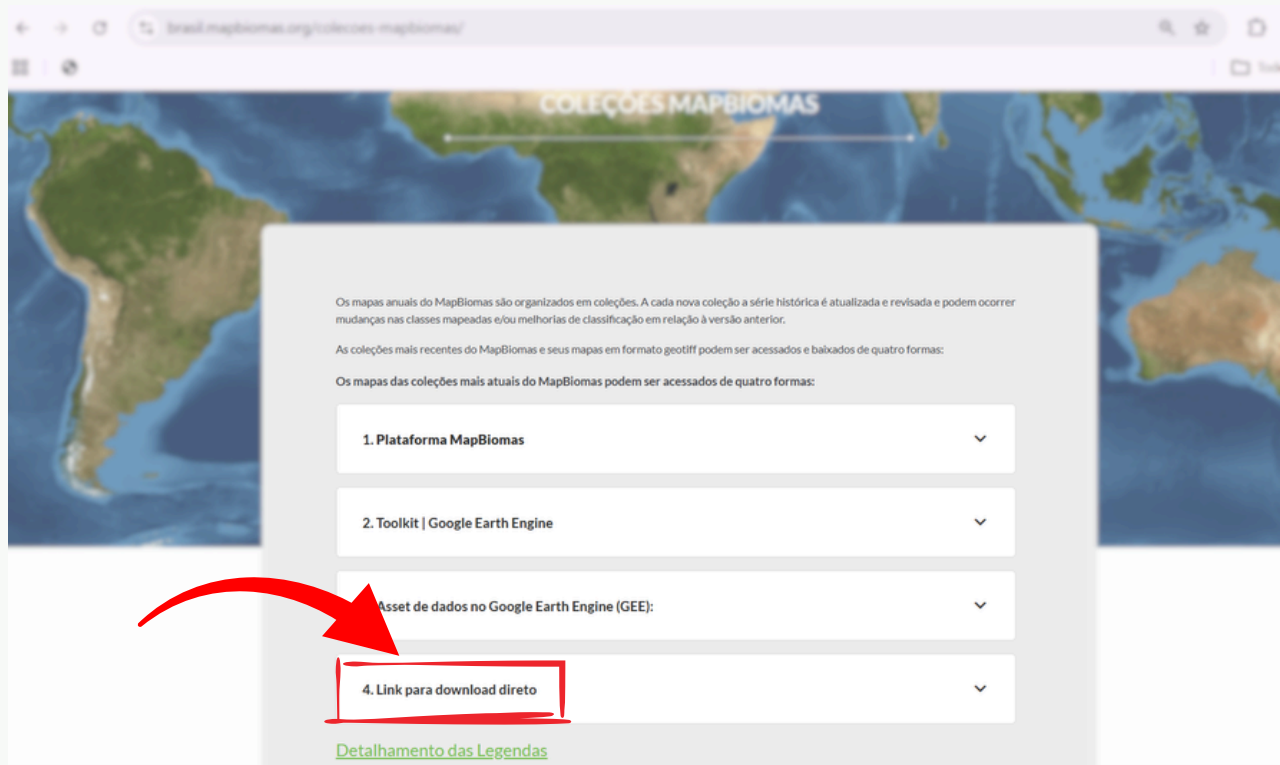 brasil.mapbiomas.org/colecoes-mapbiomas/
COLEÇÕES MAPBIOMAS
Os mapas anuais do MapBiomas são organizados em coleções. A cada nova coleção a série histórica é atualizada e revisada e podem ocorrer
mudanças nas classes mapeadas e/ou melhorias de classificação em relação à versão anterior.
As coleções mais recentes do MapBiomas e seus mapas em formato geotiff podem ser acessados e baixados de quatro formas:
Os mapas das coleções mais atuais do MapBiomas podem ser acessados de quatro formas:
1. Plataforma MapBiomas
2. Toolkit | Google Earth Engine
Asset de dados no Google Earth Engine (GEE):
4. Link para download direto
Detalhamento das Legendas